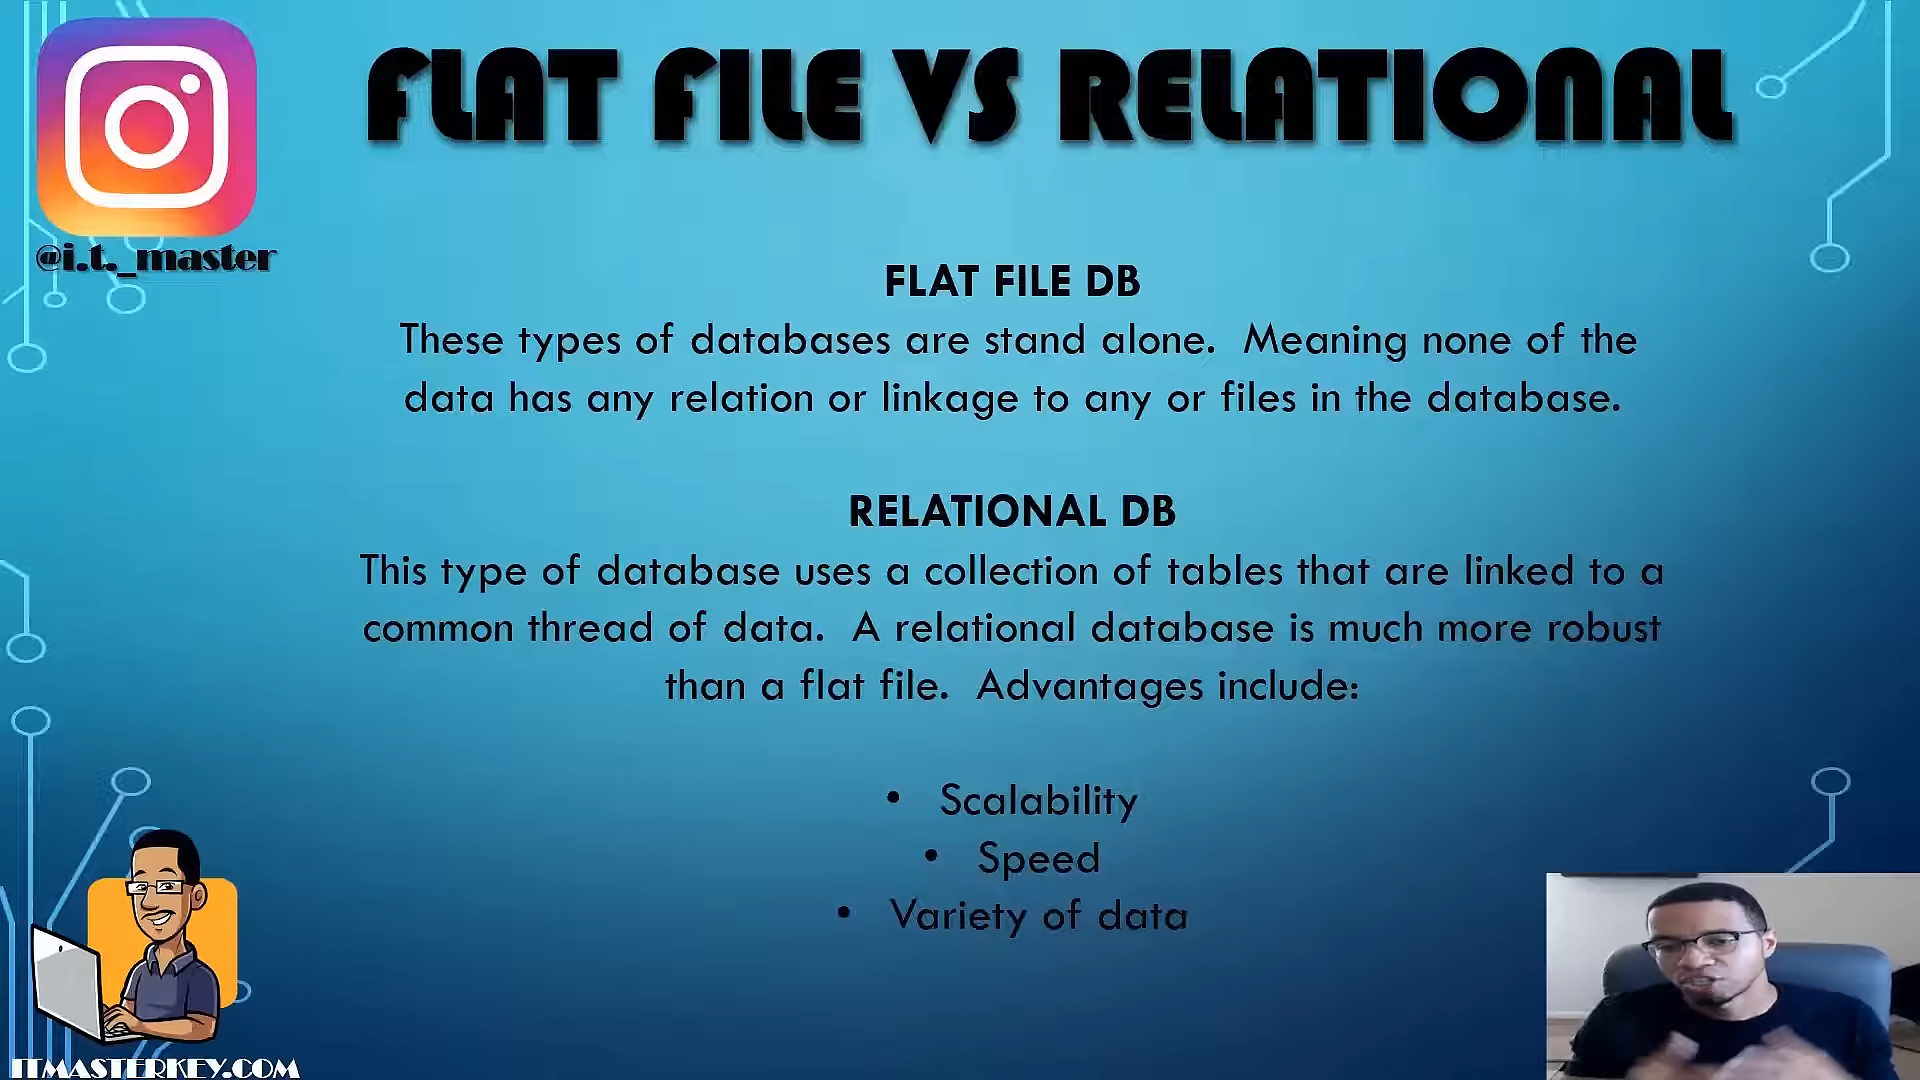 FLAT FILE VS RELATIONAL
@i.t._master
FLAT FILE DB
These types of databases are stand alone.  Meaning none of the
data has any relation or linkage to any or files in the database.
RELATIONAL DB
This type of database uses a collection of tables that are linked to a
common thread of data.  A relational database is much more robust
than a flat file.  Advantages include:
• Scalability
• Speed
• Variety of data
ITMASTERKEY.COM